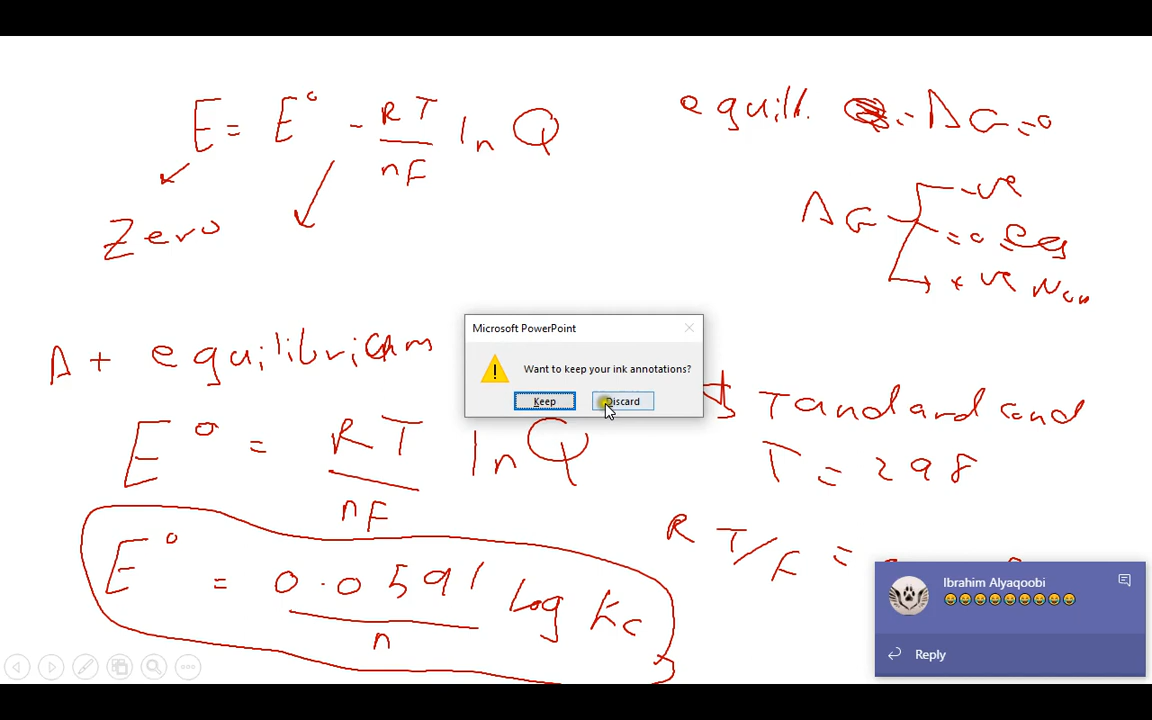 E = E° - RT/nF ln Q
Zero
equill. ΔG=0
ΔG -ve
=0 eq
+ve Non
At equilibrium
E° = RT/nF ln Q
E° = 0.0591/n log Kc
Standard cond
T = 298
RT/F =
Microsoft PowerPoint
Want to keep your ink annotations?
Keep
Discard
Ibrahim Alyaqoobi
😂😂😂😂😂😂😂😂😂
Reply